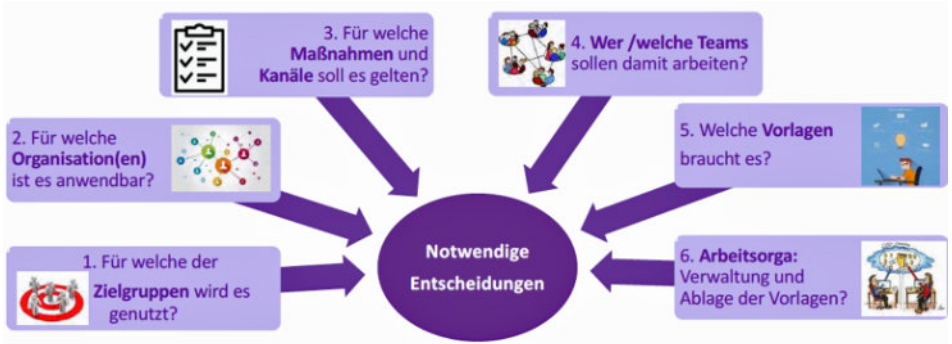 1. Für welche der
Zielgruppen wird es
genutzt?
2. Für welche
Organisation(en)
ist es anwendbar?
3. Für welche
Maßnahmen und
Kanäle soll es gelten?
4. Wer /welche Teams
sollen damit arbeiten?
5. Welche Vorlagen
braucht es?
6. Arbeitsorga:
Verwaltung und
Ablage der Vorlagen?
Notwendige
Entscheidungen